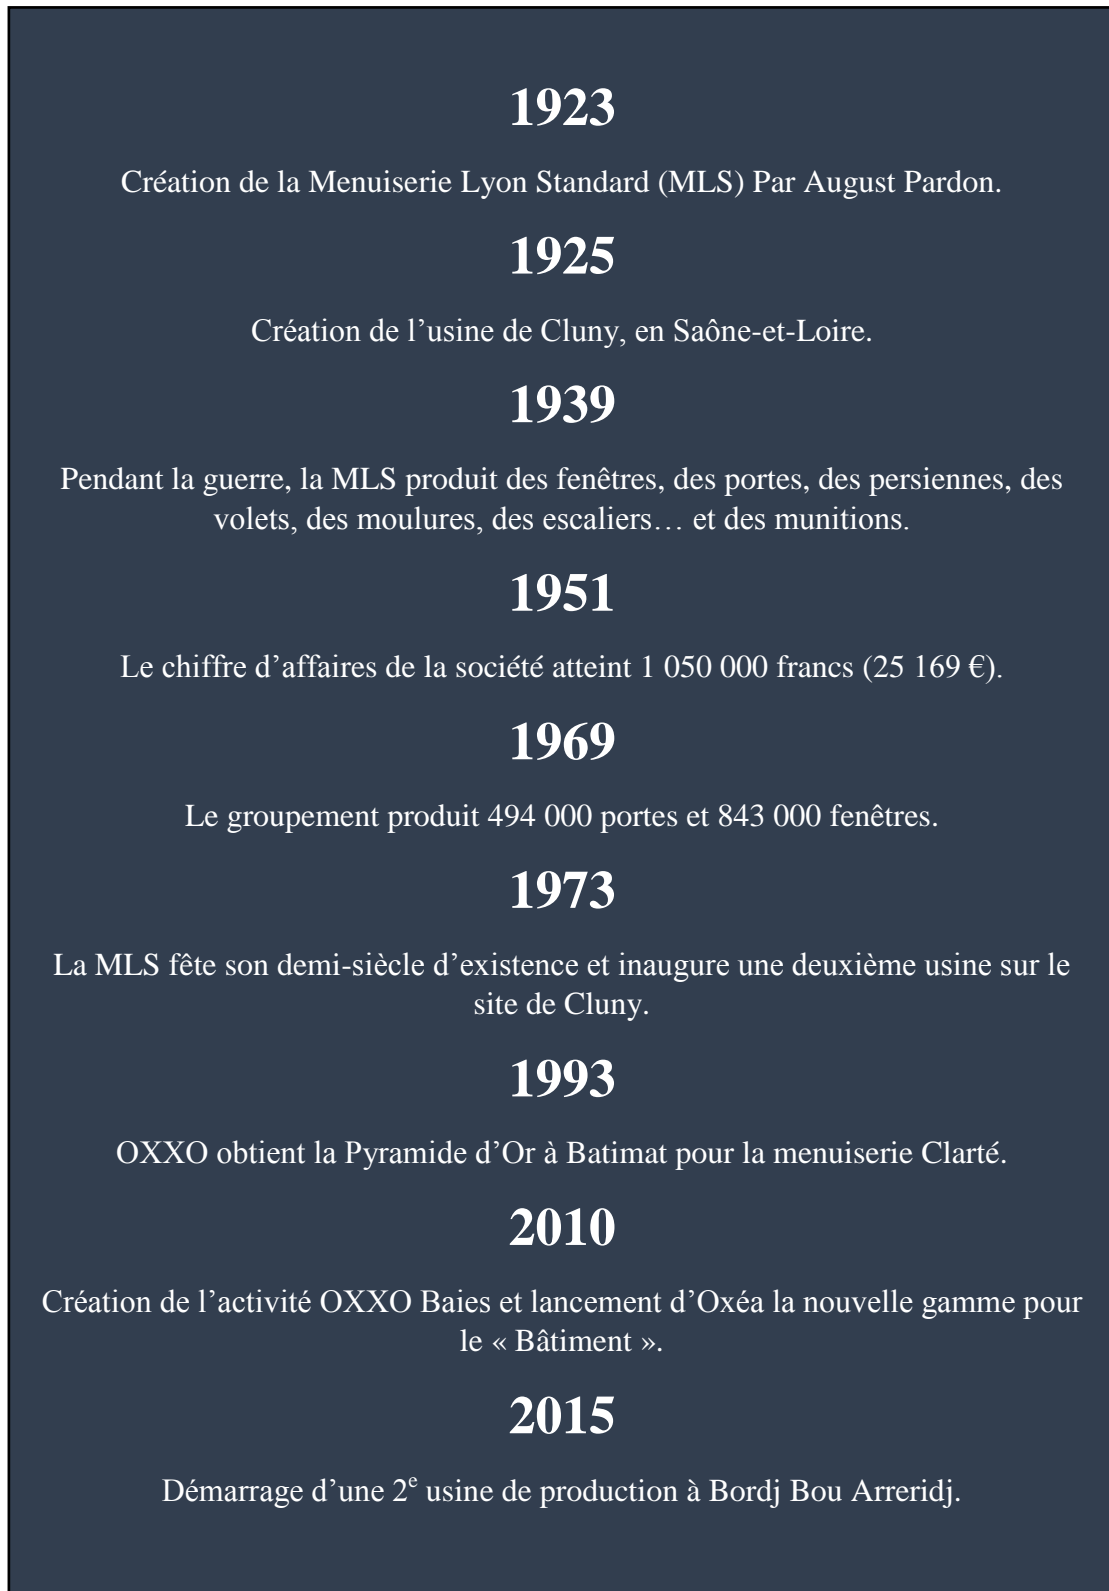 1923
Création de la Menuiserie Lyon Standard (MLS) Par August Pardon.
1925
Création de l’usine de Cluny, en Saône-et-Loire.
1939
Pendant la guerre, la MLS produit des fenêtres, des portes, des persiennes, des
volets, des moulures, des escaliers… et des munitions.
1951
Le chiffre d’affaires de la société atteint 1 050 000 francs (25 169 €).
1969
Le groupement produit 494 000 portes et 843 000 fenêtres.
1973
La MLS fête son demi-siècle d’existence et inaugure une deuxième usine sur le
site de Cluny.
1993
OXXO obtient la Pyramide d’Or à Batimat pour la menuiserie Clarté.
2010
Création de l’activité OXXO Baies et lancement d’Oxéa la nouvelle gamme pour
le « Bâtiment ».
2015
Démarrage d’une 2e usine de production à Bordj Bou Arreridj.